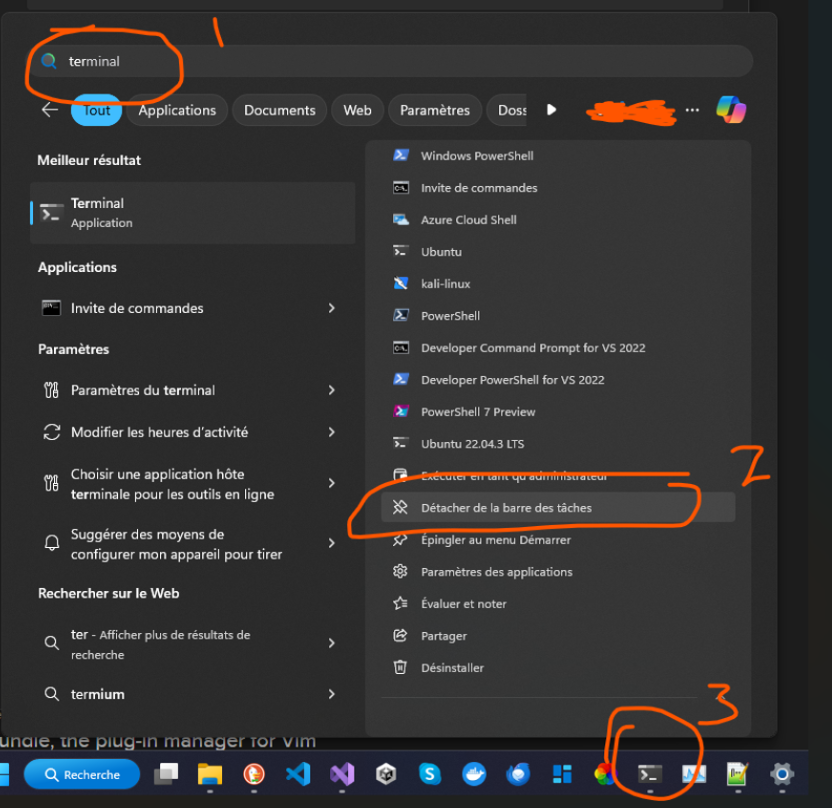 1
terminal
Tout
Applications
Documents
Web
Paramètres
Doss
Meilleur résultat
Terminal
Application
Applications
Invite de commandes
Paramètres
Paramètres du terminal
Modifier les heures d'activité
Choisir une application hôte
terminale pour les outils en ligne
Suggérer des moyens de
configurer mon appareil pour tirer
Rechercher sur le Web
ter - Afficher plus de résultats de
recherche
termium
Windows PowerShell
Invite de commandes
Azure Cloud Shell
Ubuntu
kali-linux
PowerShell
Developer Command Prompt for VS 2022
Developer PowerShell for VS 2022
PowerShell 7 Preview
Ubuntu 22.04.3 LTS
Exécuter en tant qu'administrateur
2
Détacher de la barre des tâches
Épingler au menu Démarrer
Paramètres des applications
Évaluer et noter
Partager
Désinstaller
3
undle, the plug-in manager for Vim
Recherche